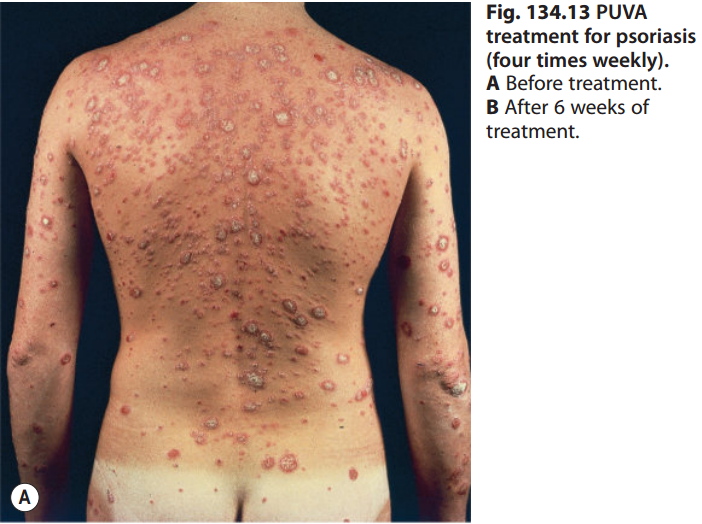 Fig. 134.13 PUVA
treatment for psoriasis
(four times weekly).
A Before treatment.
B After 6 weeks of
treatment.
A